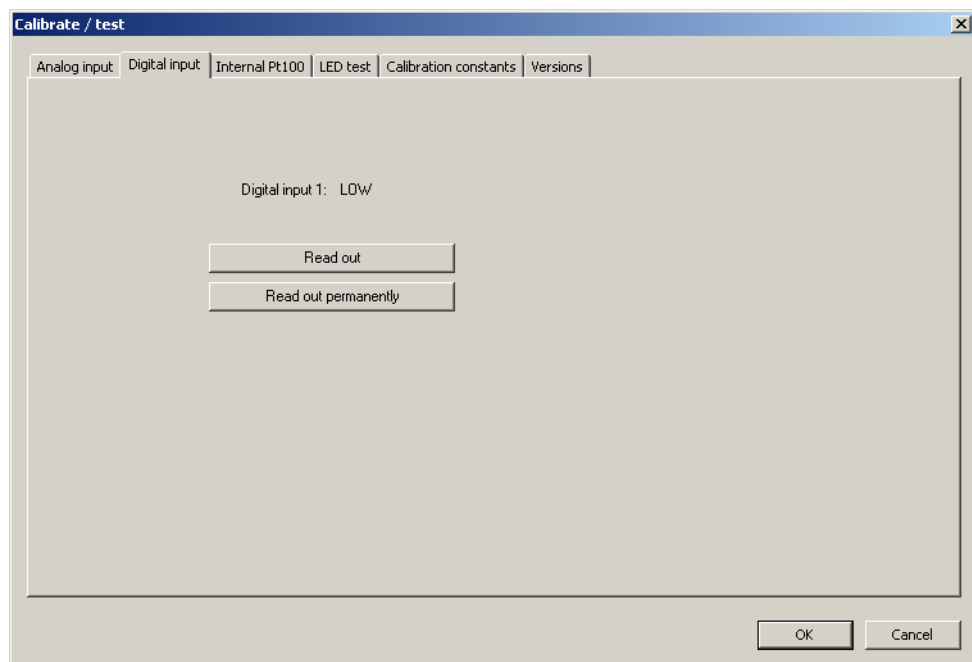 Calibrate / test
Analog input Digital input Internal Pt100 LED test Calibration constants Versions
Digital input 1: LOW
Read out
Read out permanently
OK Cancel